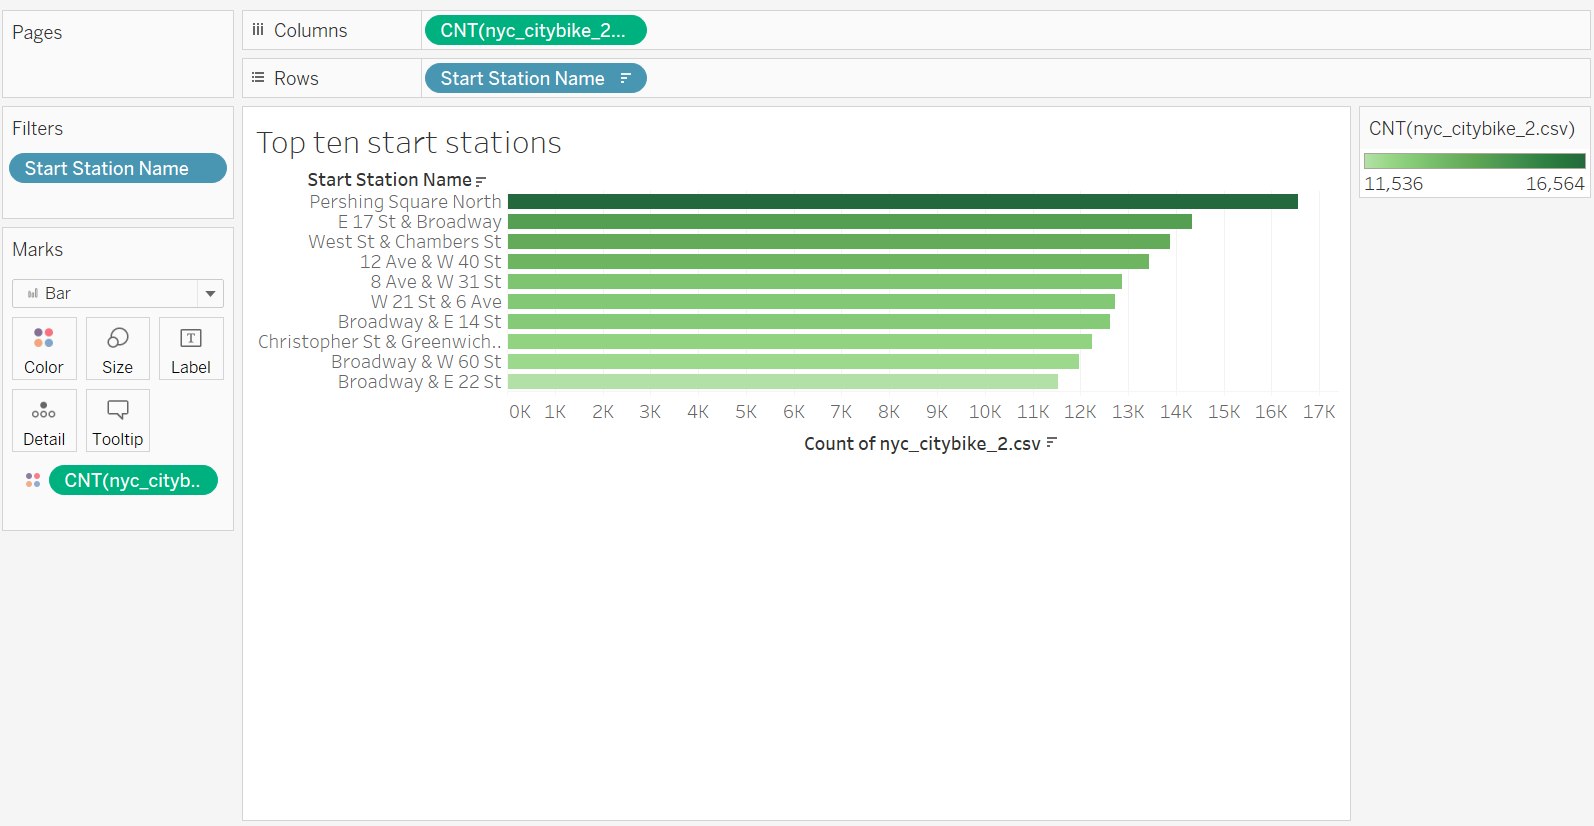 Pages
Columns
CNT(nyc_citybike_2...
Rows
Start Station Name
Filters
Start Station Name
Marks
Bar
Color
Size
Label
Detail
Tooltip
CNT(nyc_cityb..
Top ten start stations
Start Station Name
Pershing Square North
E 17 St & Broadway
West St & Chambers St
12 Ave & W 40 St
8 Ave & W 31 St
W 21 St & 6 Ave
Broadway & E 14 St
Christopher St & Greenwich..
Broadway & W 60 St
Broadway & E 22 St
0K 1K 2K 3K 4K 5K 6K 7K 8K 9K 10K 11K 12K 13K 14K 15K 16K 17K
Count of nyc_citybike_2.csv
CNT(nyc_citybike_2.csv)
11,536 16,564